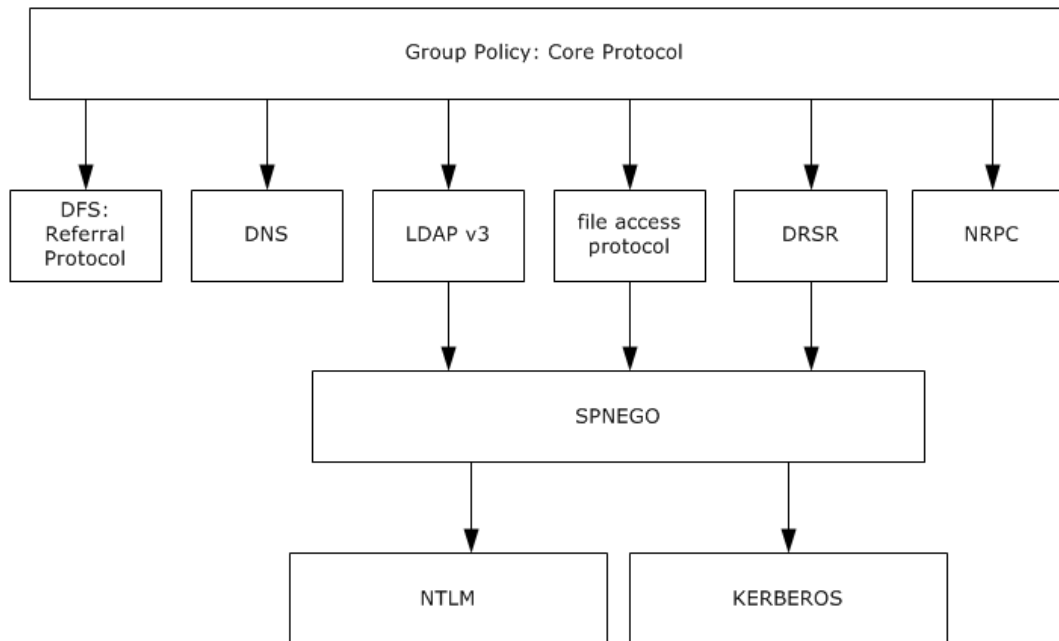 Group Policy: Core Protocol
DFS:
Referral
Protocol
DNS
LDAP v3
file access
protocol
DRSR
NRPC
SPNEGO
NTLM
KERBEROS